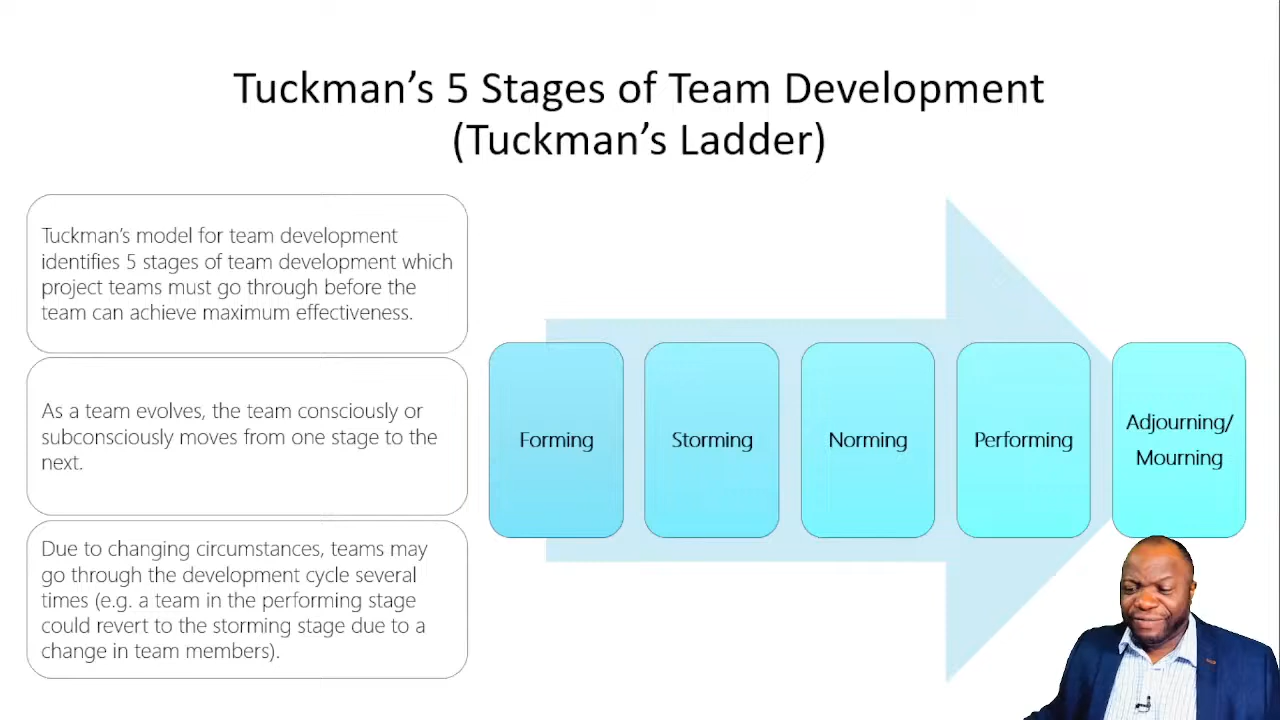 Tuckman’s 5 Stages of Team Development
(Tuckman’s Ladder)
Tuckman’s model for team development
identifies 5 stages of team development which
project teams must go through before the
team can achieve maximum effectiveness.
As a team evolves, the team consciously or
subconsciously moves from one stage to the
next.
Due to changing circumstances, teams may
go through the development cycle several
times (e.g. a team in the performing stage
could revert to the storming stage due to a
change in team members).
Forming
Storming
Norming
Performing
Adjourning/
Mourning